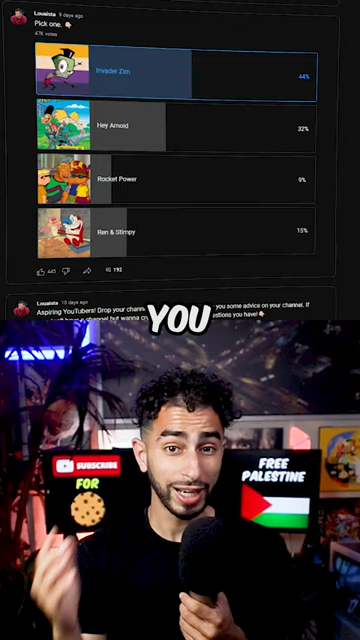 Louaista 9 days ago
Pick one.
47K votes
Invader Zim 44%
Hey Arnold 32%
Rocket Power 9%
Ren & Stimpy 15%
445 192
Louaista 10 days ago
Aspiring YouTubers! Drop your chann you some advice on your channel. If
YOU
SUBSCRIBE
FOR
FREE
PALESTINE